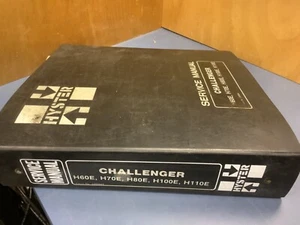 HYSTER
SERVICE MANUAL
CHALLENGER
SERVICE
MANUAL
CHALLENGER
H60E, H70E, H80E, H100E, H110E
HYSTER